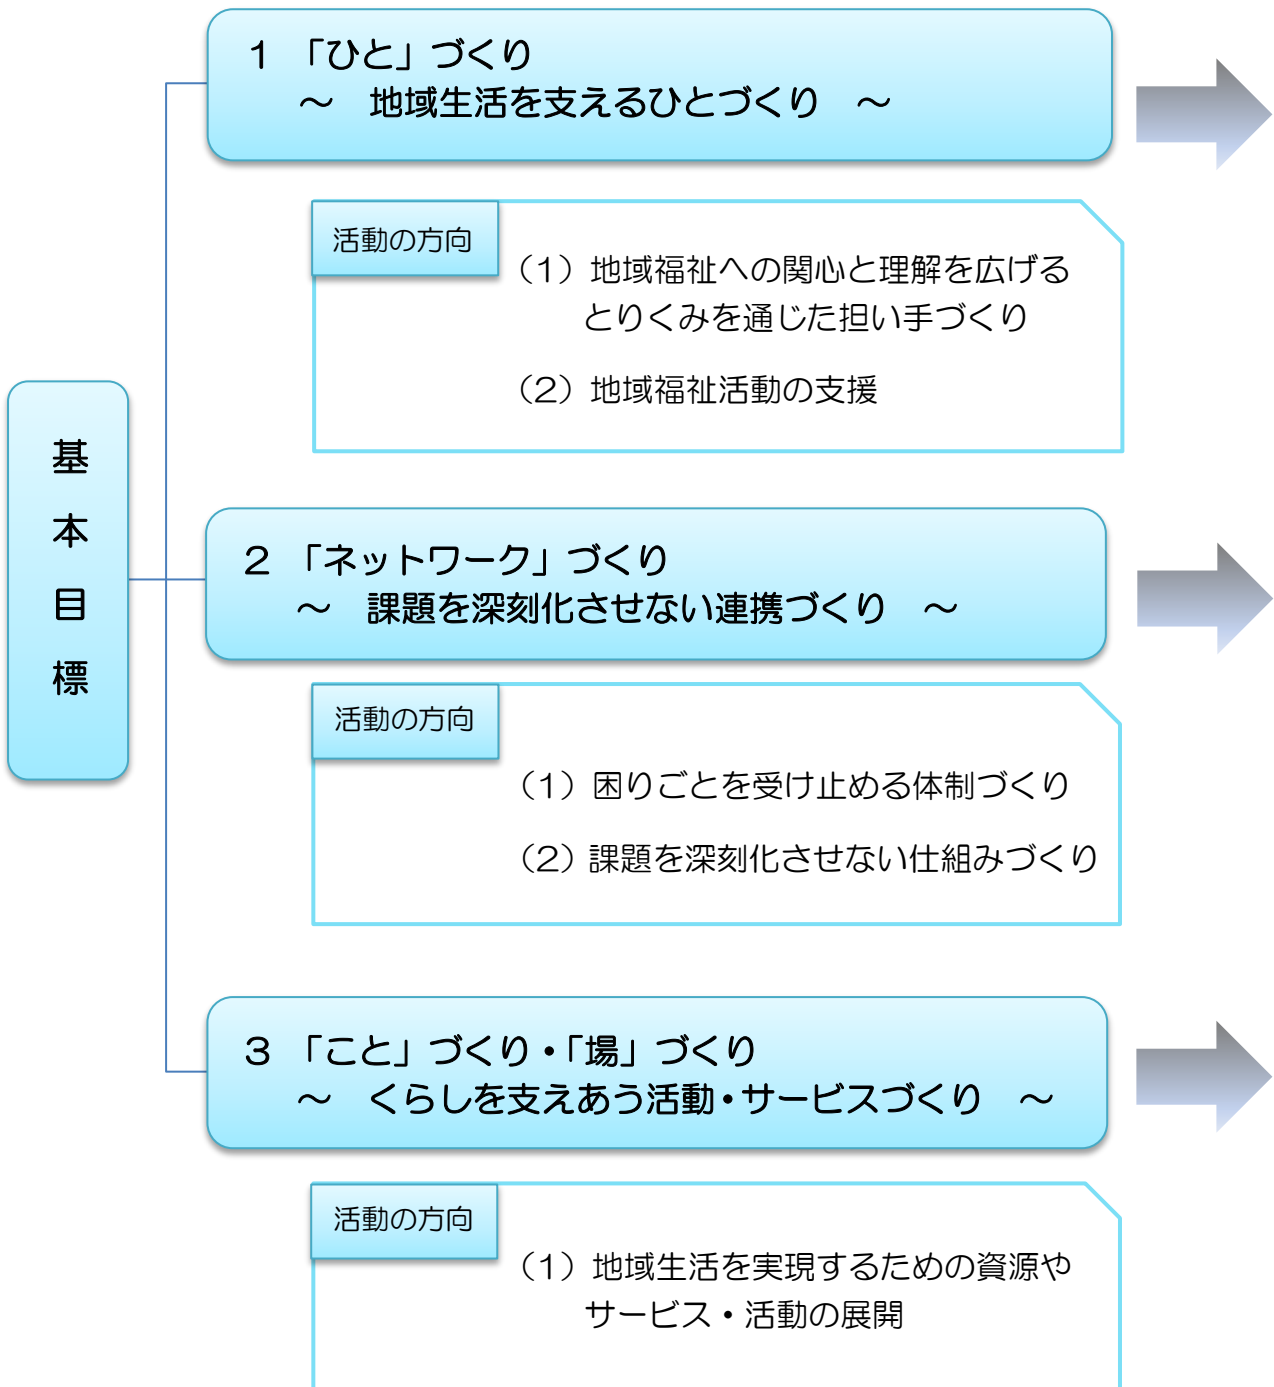 基本目標
1 「ひと」づくり
～ 地域生活を支えるひとづくり ～
活動の方向
（1）地域福祉への関心と理解を広げる
とりくみを通じた担い手づくり
（2）地域福祉活動の支援
2 「ネットワーク」づくり
～ 課題を深刻化させない連携づくり ～
活動の方向
（1）困りごとを受け止める体制づくり
（2）課題を深刻化させない仕組みづくり
3 「こと」づくり・「場」づくり
～ くらしを支えあう活動・サービスづくり ～
活動の方向
（1）地域生活を実現するための資源や
サービス・活動の展開